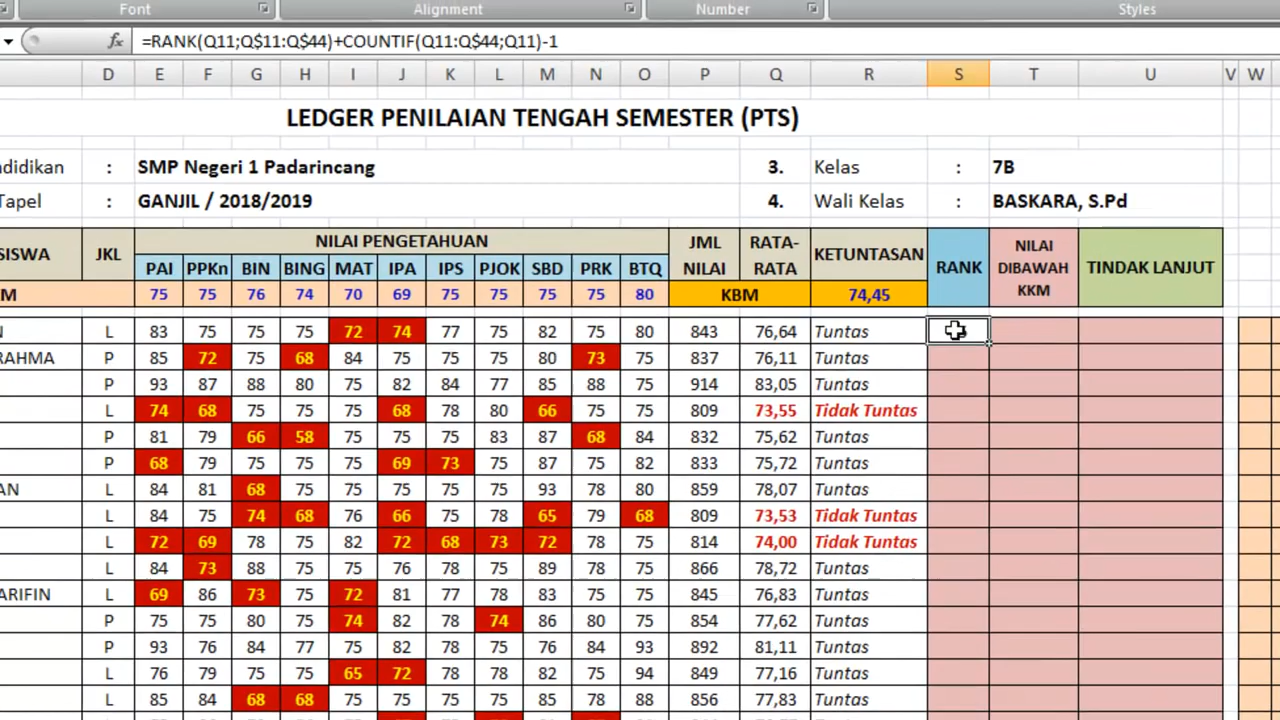 Font Alignment Number Styles
fx =RANK(Q11;Q$11:Q$44)+COUNTIF(Q11:Q$44;Q11)-1
D E F G H I J K L M N O P Q R S T U V W
LEDGER PENILAIAN TENGAH SEMESTER (PTS)
didikan : SMP Negeri 1 Padarincang 3. Kelas : 7B
Tapel : GANJIL / 2018/2019 4. Wali Kelas : BASKARA, S.Pd
SISWA JKL NILAI PENGETAHUAN JML NILAI RATA-RATA KETUNTASAN RANK NILAI DIBAWAH KKM TINDAK LANJUT
PAI PPKn BIN BING MAT IPA IPS PJOK SBD PRK BTQ
M 75 75 76 74 70 69 75 75 75 75 80 KBM 74,45
N L 83 75 75 75 72 74 77 75 82 75 80 843 76,64 Tuntas
RAHMA P 85 72 75 68 84 75 75 75 80 73 75 837 76,11 Tuntas
P 93 87 88 80 75 82 84 77 85 88 75 914 83,05 Tuntas
L 74 68 75 75 75 68 78 80 66 75 75 809 73,55 Tidak Tuntas
P 81 79 66 58 75 75 75 83 87 68 84 832 75,62 Tuntas
P 68 79 75 75 75 69 73 75 87 75 82 833 75,72 Tuntas
AN L 84 81 68 75 75 75 75 75 93 78 80 859 78,07 Tuntas
L 84 75 74 68 76 66 75 78 65 79 68 809 73,53 Tidak Tuntas
L 72 69 78 75 82 72 68 73 72 78 75 814 74,00 Tidak Tuntas
L 84 73 88 75 75 76 78 75 89 78 75 866 78,72 Tuntas
ARIFIN L 69 86 73 75 72 81 77 78 83 75 75 845 76,83 Tuntas
P 75 75 80 75 74 82 78 74 86 80 75 854 77,62 Tuntas
P 93 76 84 77 75 82 78 75 76 84 93 892 81,11 Tuntas
L 76 79 75 75 65 72 78 78 82 75 94 849 77,16 Tuntas
L 85 84 68 68 75 75 75 75 85 78 88 856 77,83 Tuntas